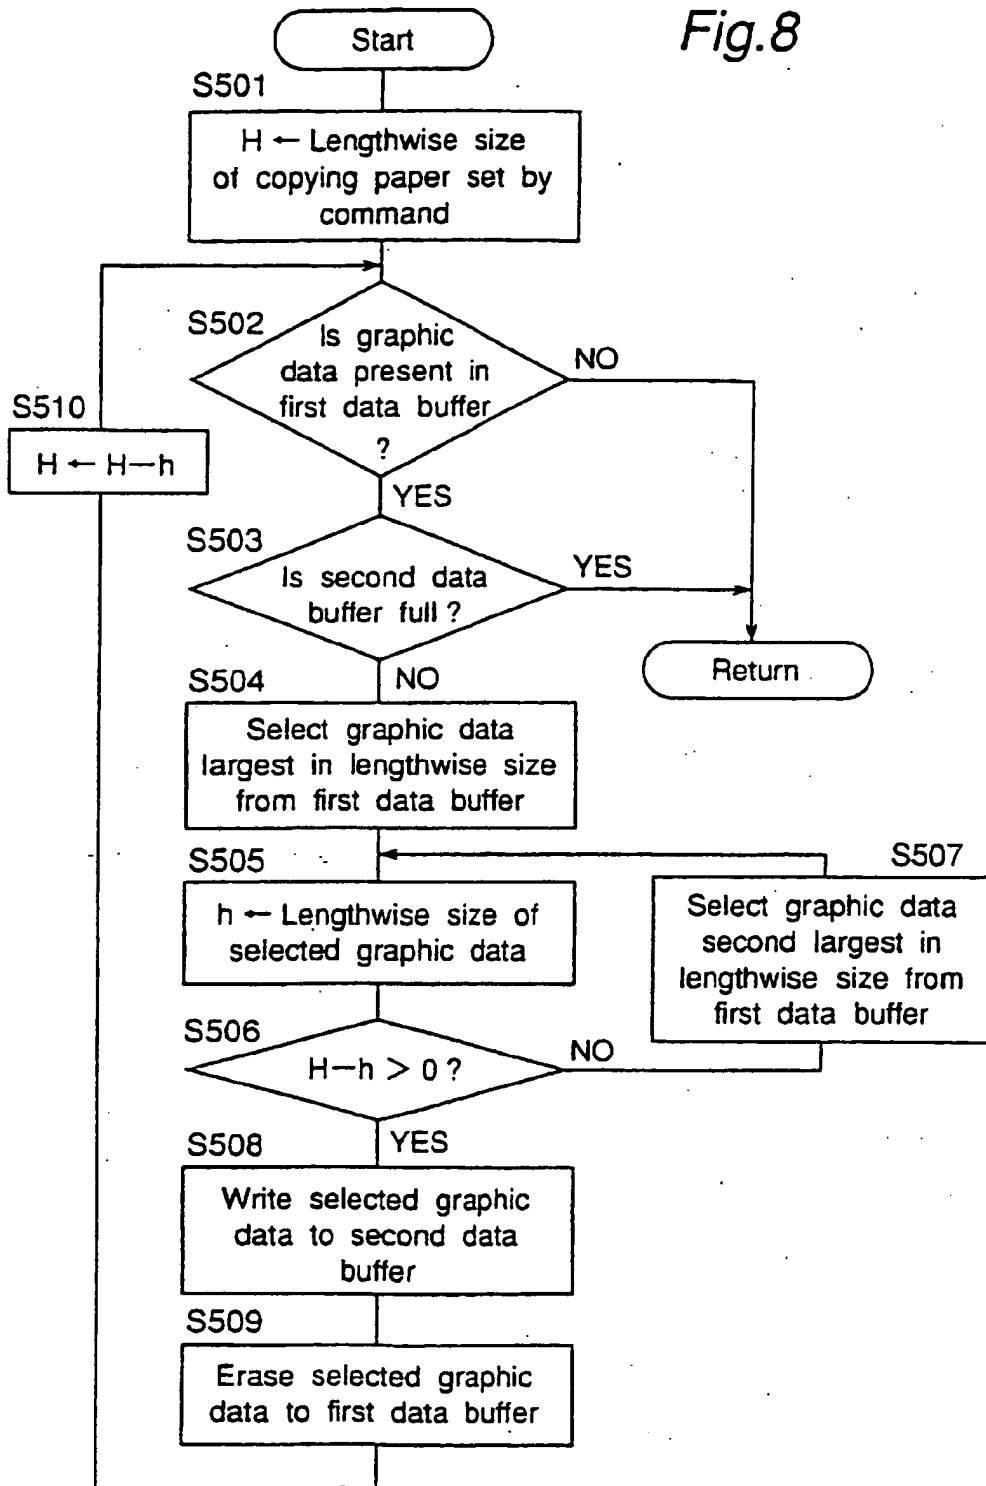 Fig.8
Start
S501
H ← Lengthwise size
of copying paper set by
command
S502
Is graphic
data present in
first data buffer
?
NO
S510
H ← H—h
YES
S503
Is second data
buffer full ?
YES
Return
NO
S504
Select graphic data
largest in lengthwise size
from first data buffer
S505
h ← Lengthwise size of
selected graphic data
S507
Select graphic data
second largest in
lengthwise size from
first data buffer
S506
H—h > 0 ?
NO
YES
S508
Write selected graphic
data to second data
buffer
S509
Erase selected graphic
data to first data buffer